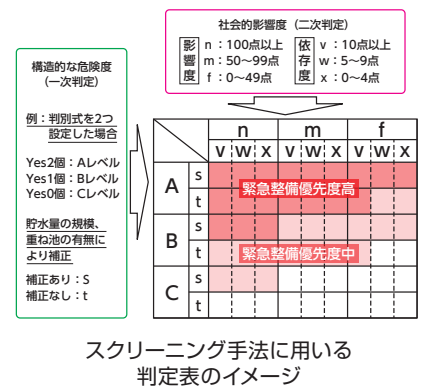 社会的影響度（二次判定）
影響度
n：100点以上
m：50～99点
f：0～49点
依存度
v：10点以上
w：5～9点
x：0～4点
構造的な危険度
（一次判定）
例：判別式を2つ
設定した場合
Yes2個：Aレベル
Yes1個：Bレベル
Yes0個：Cレベル
貯水量の規模、
重ね池の有無に
より補正
補正あり：S
補正なし：t
n m f
v w x v w x v w x
A s
t
B s
t
C s
t
緊急整備優先度高
緊急整備優先度中
スクリーニング手法に用いる
判定表のイメージ